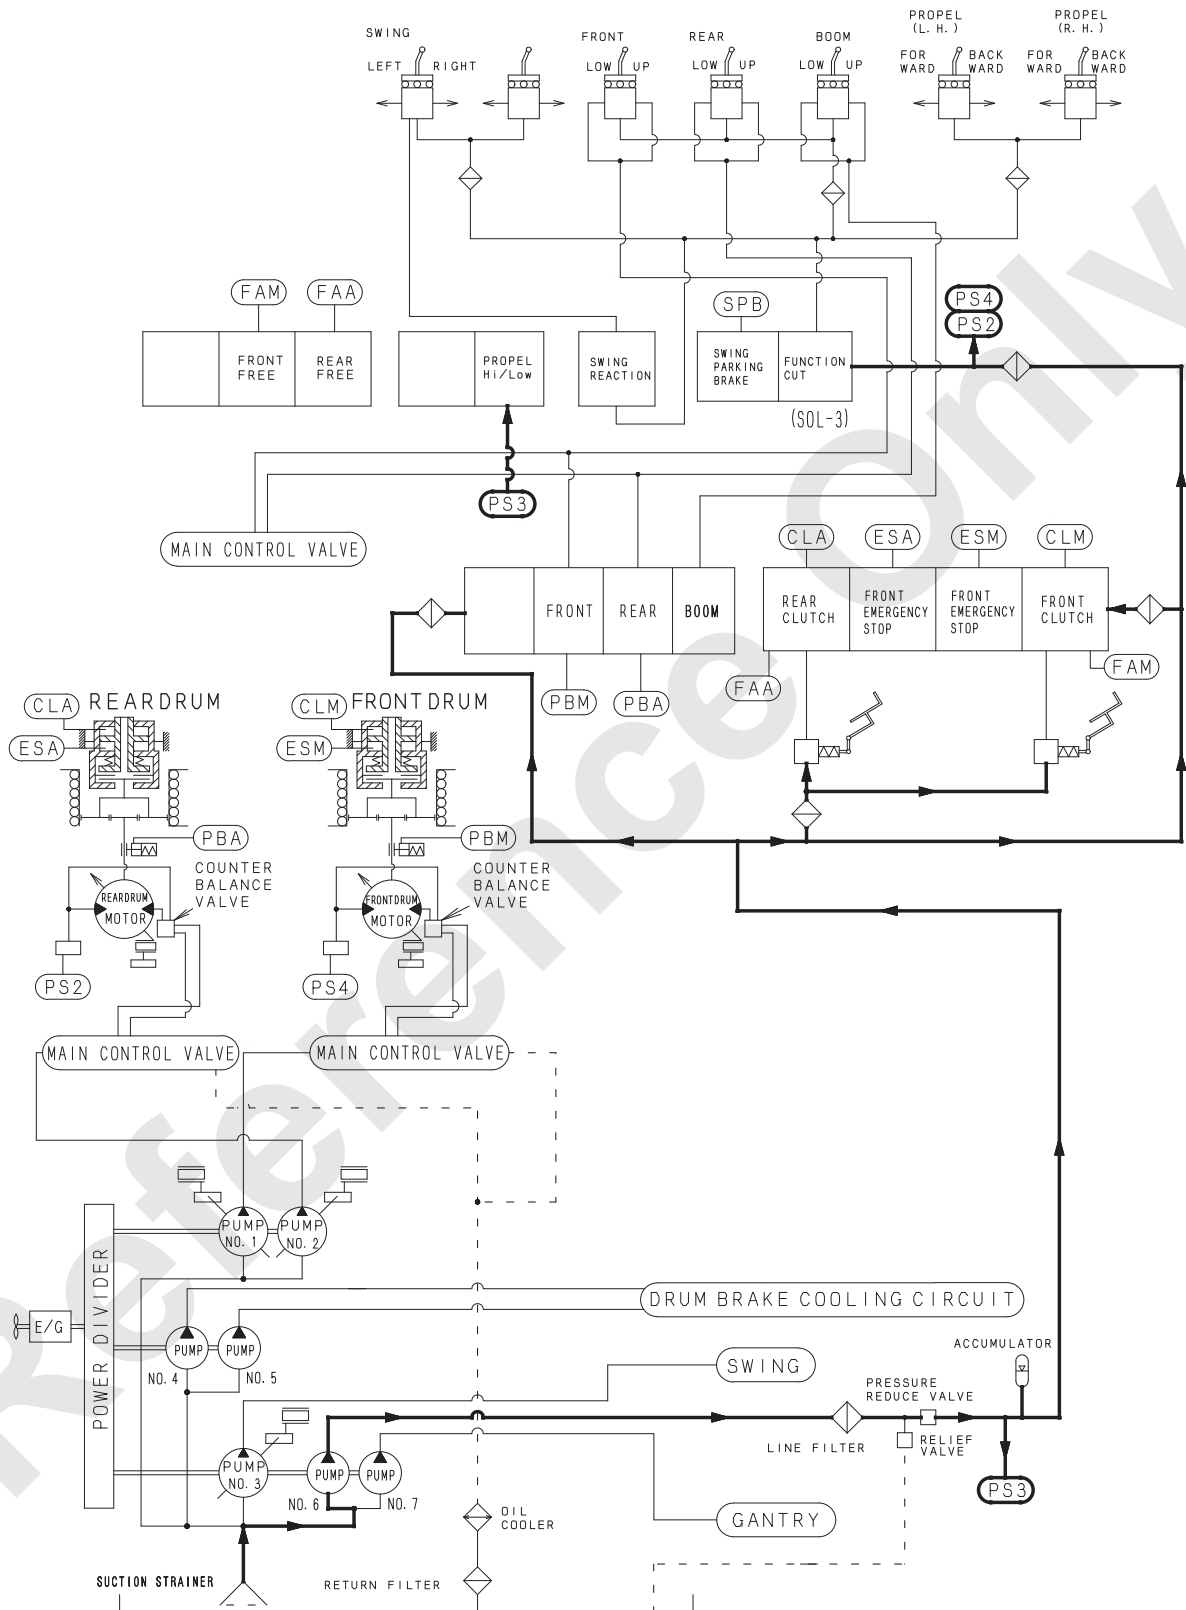 PROPEL
(L. H.)
PROPEL
(R. H.)
SWING
FRONT
REAR
BOOM
LEFT RIGHT
LOW UP
LOW UP
LOW UP
FOR
WARD
BACK
WARD
FOR
WARD
BACK
WARD
FAM
FAA
SPB
PS4
PS2
FRONT
FREE
REAR
FREE
PROPEL
Hi/Low
SWING
REACTION
SWING
PARKING
BRAKE
FUNCTION
CUT
(SOL-3)
PS3
MAIN CONTROL VALVE
CLA
ESA
ESM
CLM
FRONT
REAR
BOOM
REAR
CLUTCH
FRONT
EMERGENCY
STOP
FRONT
EMERGENCY
STOP
FRONT
CLUTCH
PBM
PBA
FAA
FAM
CLA
REARDRUM
CLM
FRONTDRUM
ESA
ESM
PBA
PBM
COUNTER
BALANCE
VALVE
COUNTER
BALANCE
VALVE
REARDRUM
MOTOR
FRONTDRUM
MOTOR
PS2
PS4
MAIN CONTROL VALVE
MAIN CONTROL VALVE
PUMP
NO. 1
PUMP
NO. 2
POWER DIVIDER
E/G
DRUM BRAKE COOLING CIRCUIT
PUMP
NO. 4
PUMP
NO. 5
ACCUMULATOR
SWING
PRESSURE
REDUCE VALVE
LINE FILTER
RELIEF
VALVE
PUMP
NO. 3
PUMP
NO. 6
PUMP
NO. 7
PS3
OIL
COOLER
GANTRY
SUCTION STRAINER
RETURN FILTER
Reference Only